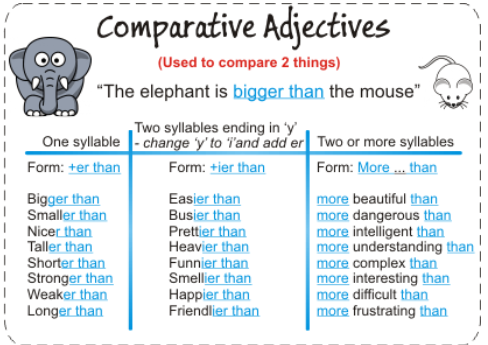 Comparative Adjectives
(Used to compare 2 things)
“The elephant is bigger than the mouse”
One syllable
Two syllables ending in ‘y’
- change ‘y’ to ‘i’and add er
Two or more syllables
Form: +er than
Bigger than
Smaller than
Nicer than
Taller than
Shorter than
Stronger than
Weaker than
Longer than
Form: +ier than
Easier than
Busier than
Prettier than
Heavier than
Funnier than
Smellier than
Happier than
Friendlier than
Form: More ... than
more beautiful than
more dangerous than
more intelligent than
more understanding than
more complex than
more interesting than
more difficult than
more frustrating than